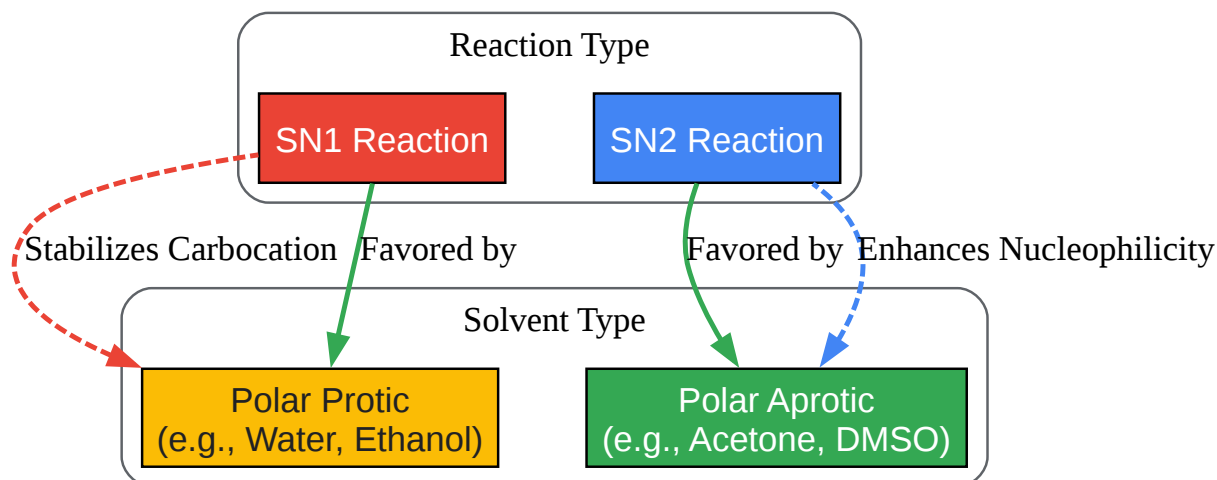 Reaction Type
SN1 Reaction
SN2 Reaction
Stabilizes Carbocation
Favored by
Favored by
Enhances Nucleophilicity
Solvent Type
Polar Protic
(e.g., Water, Ethanol)
Polar Aprotic
(e.g., Acetone, DMSO)